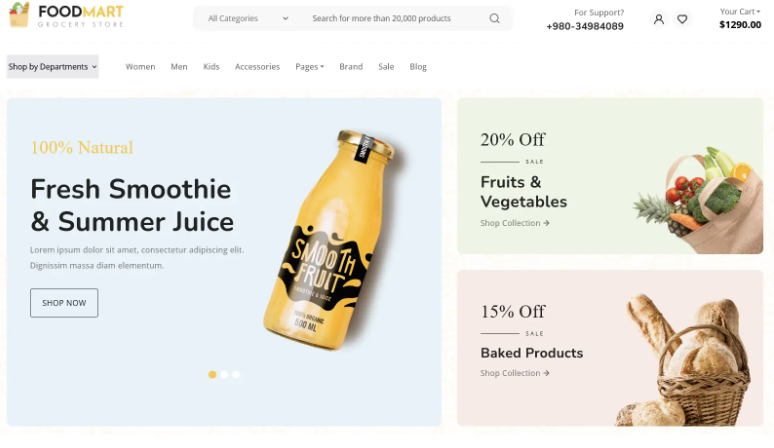 FOODMART
GROCERY STORE
All Categories
Search for more than 20,000 products
For Support?
+980-34984089
Your Cart
$1290.00
Shop by Departments
Women Men Kids Accessories Pages Brand Sale Blog
100% Natural
Fresh Smoothie
& Summer Juice
Lorem ipsum dolor sit amet, consectetur adipiscing elit.
Dignissim massa diam elementum.
SHOP NOW
SMOOTH
FRUIT
SMOOTHIE & JUICE
100% ORGANIC
500 ML
20% Off
SALE
Fruits &
Vegetables
Shop Collection →
15% Off
SALE
Baked Products
Shop Collection →